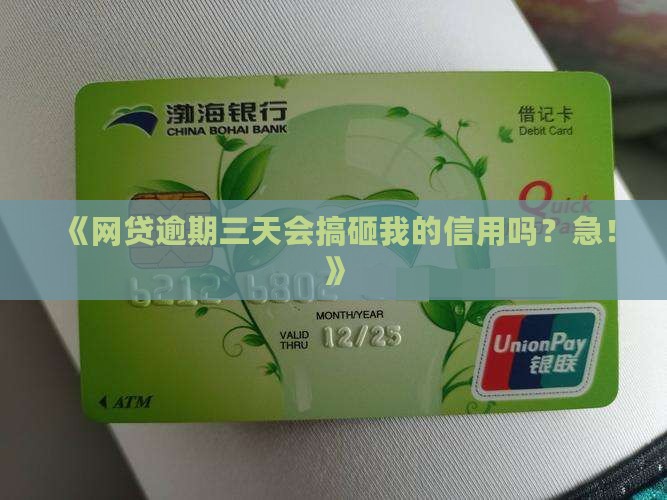 渤海银行
CHINA BOHAI BANK
借记卡
Debit Card
Quick
《网贷逾期三天会搞砸我的信用吗？急！
》
MONTH/YEAR
VALID
THRU
12/25
UnionPay
银联
ATM